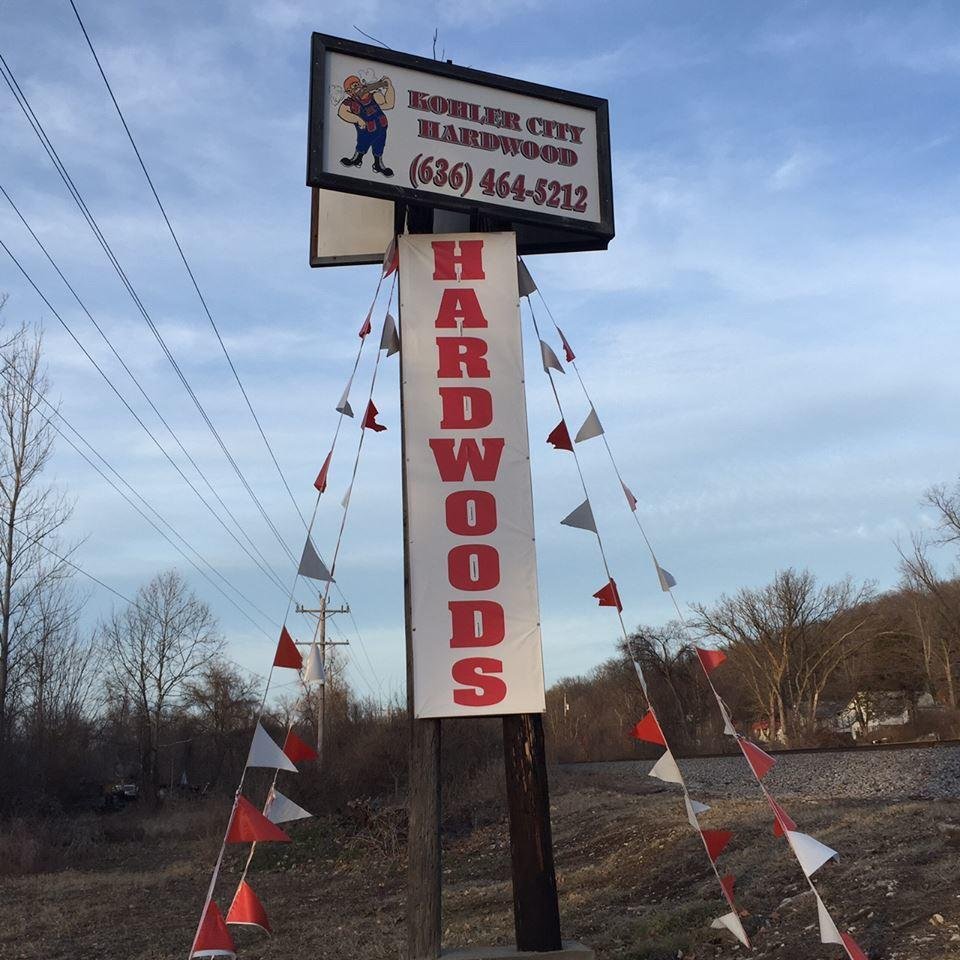 KOHLER CITY
HARDWOOD
(636) 464-5212
HARDWOODS